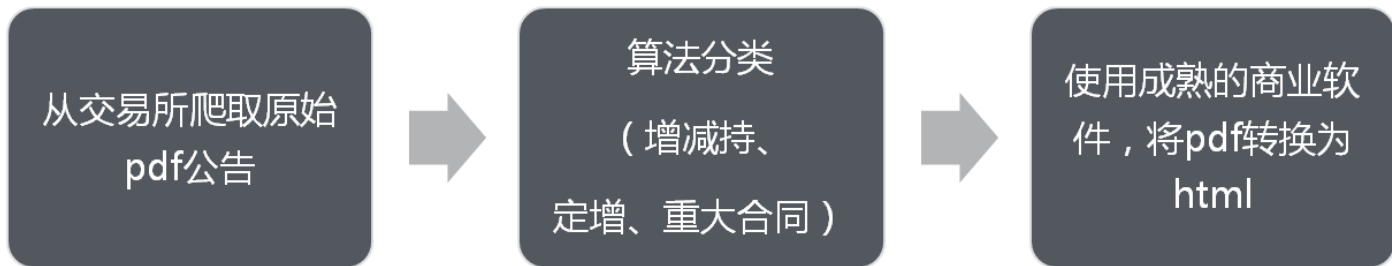 从交易所爬取原始
pdf公告
算法分类
（增减持、
定增、重大合同）
使用成熟的商业软
件，将pdf转换为
html